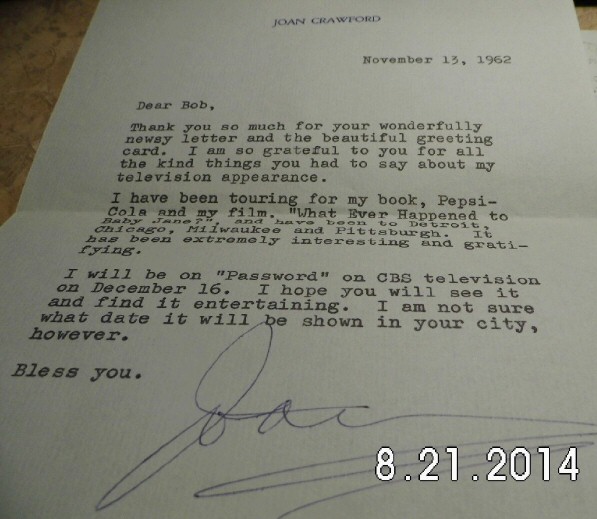 JOAN CRAWFORD
November 13, 1962
Dear Bob,
Thank you so much for your wonderfully
newsy letter and the beautiful greeting
card. I am so grateful to you for all
the kind things you had to say about my
television appearance.
I have been touring for my book, Pepsi-
Cola and my film, "What Ever Happened to
Baby Jane?", and have been to Detroit,
Chicago, Milwaukee and Pittsburgh. It
has been extremely interesting and grati-
fying.
I will be on "Password" on CBS television
on December 16. I hope you will see it
and find it entertaining. I am not sure
what date it will be shown in your city,
however.
Bless you.
Joan
8.21.2014